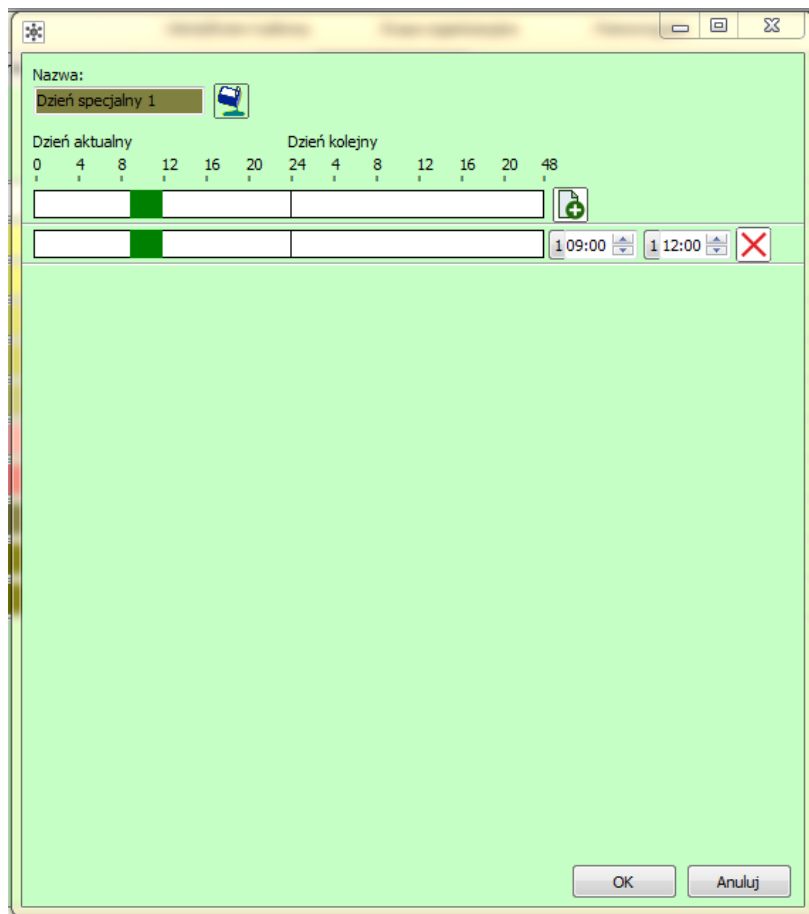 Nazwa:
Dzień specjalny 1
Dzień aktualny Dzień kolejny
0 4 8 12 16 20 24 4 8 12 16 20 48
1 09:00 1 12:00
OK Anuluj